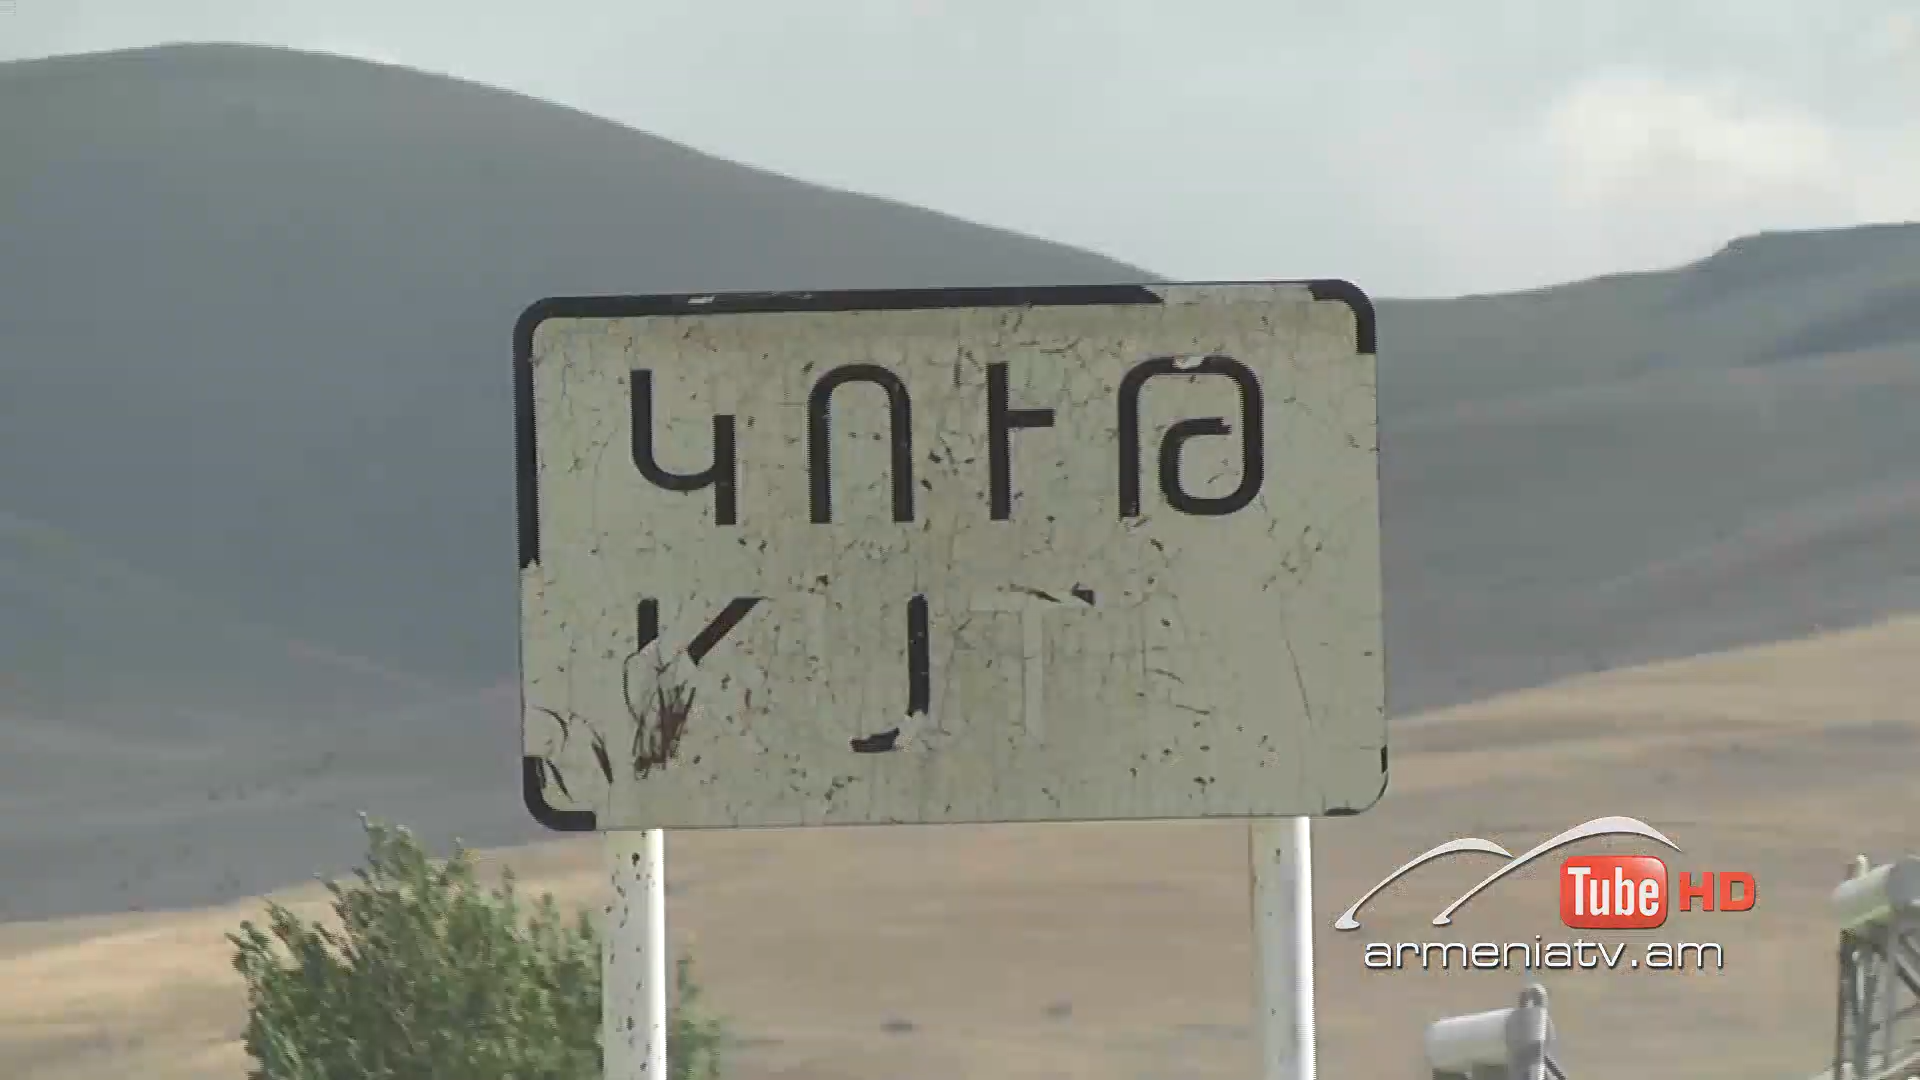 ԿՈՒԹ
Tube HD
armeniatv.am